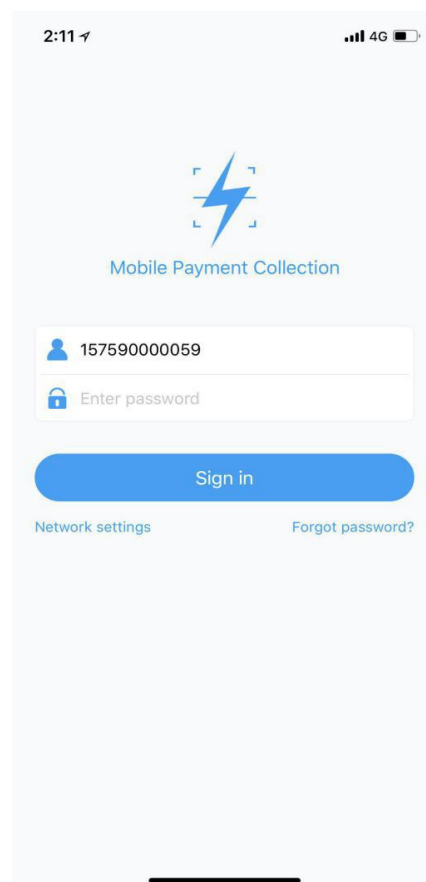 2:11 4G
Mobile Payment Collection
157590000059
Enter password
Sign in
Network settings Forgot password?